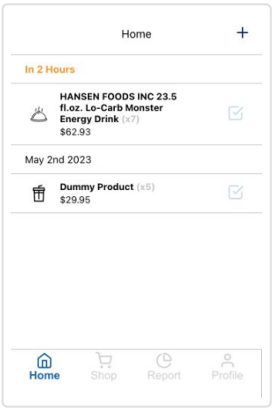 Home
+
In 2 Hours
HANSEN FOODS INC 23.5
fl.oz. Lo-Carb Monster
Energy Drink (x7)
$62.93
May 2nd 2023
Dummy Product (x5)
$29.95
Home Shop Report Profile